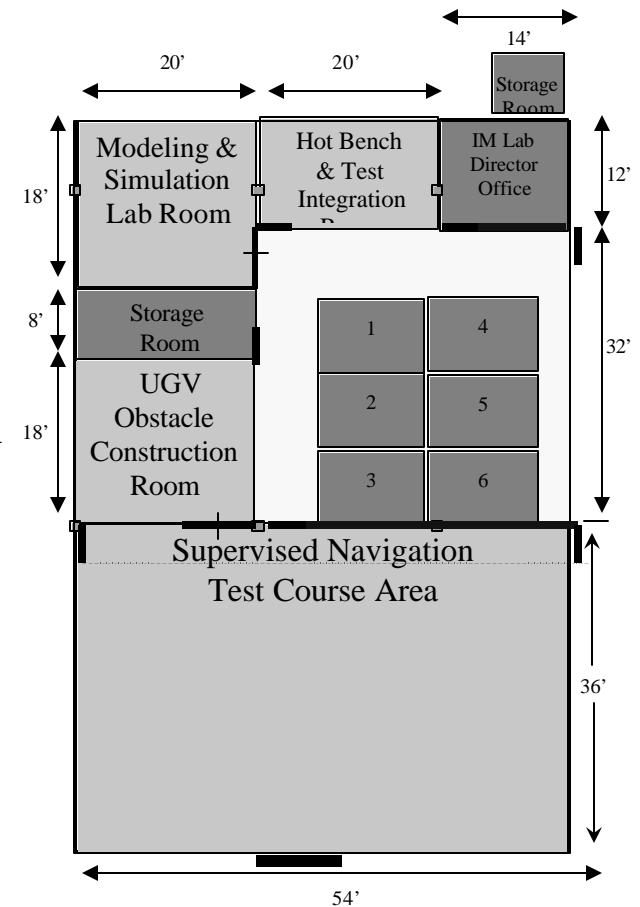 14’
20’
20’
Storage
Room
Modeling &
Simulation
Lab Room
Hot Bench
& Test
Integration
IM Lab
Director
Office
18’
12’
8’
Storage
Room
1
4
32’
UGV
Obstacle
Construction
Room
18’
2
5
3
6
Supervised Navigation
Test Course Area
36’
54’